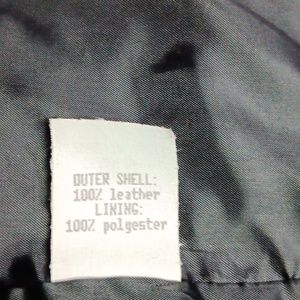 OUTER SHELL:
100% leather
LINING:
100% polyester